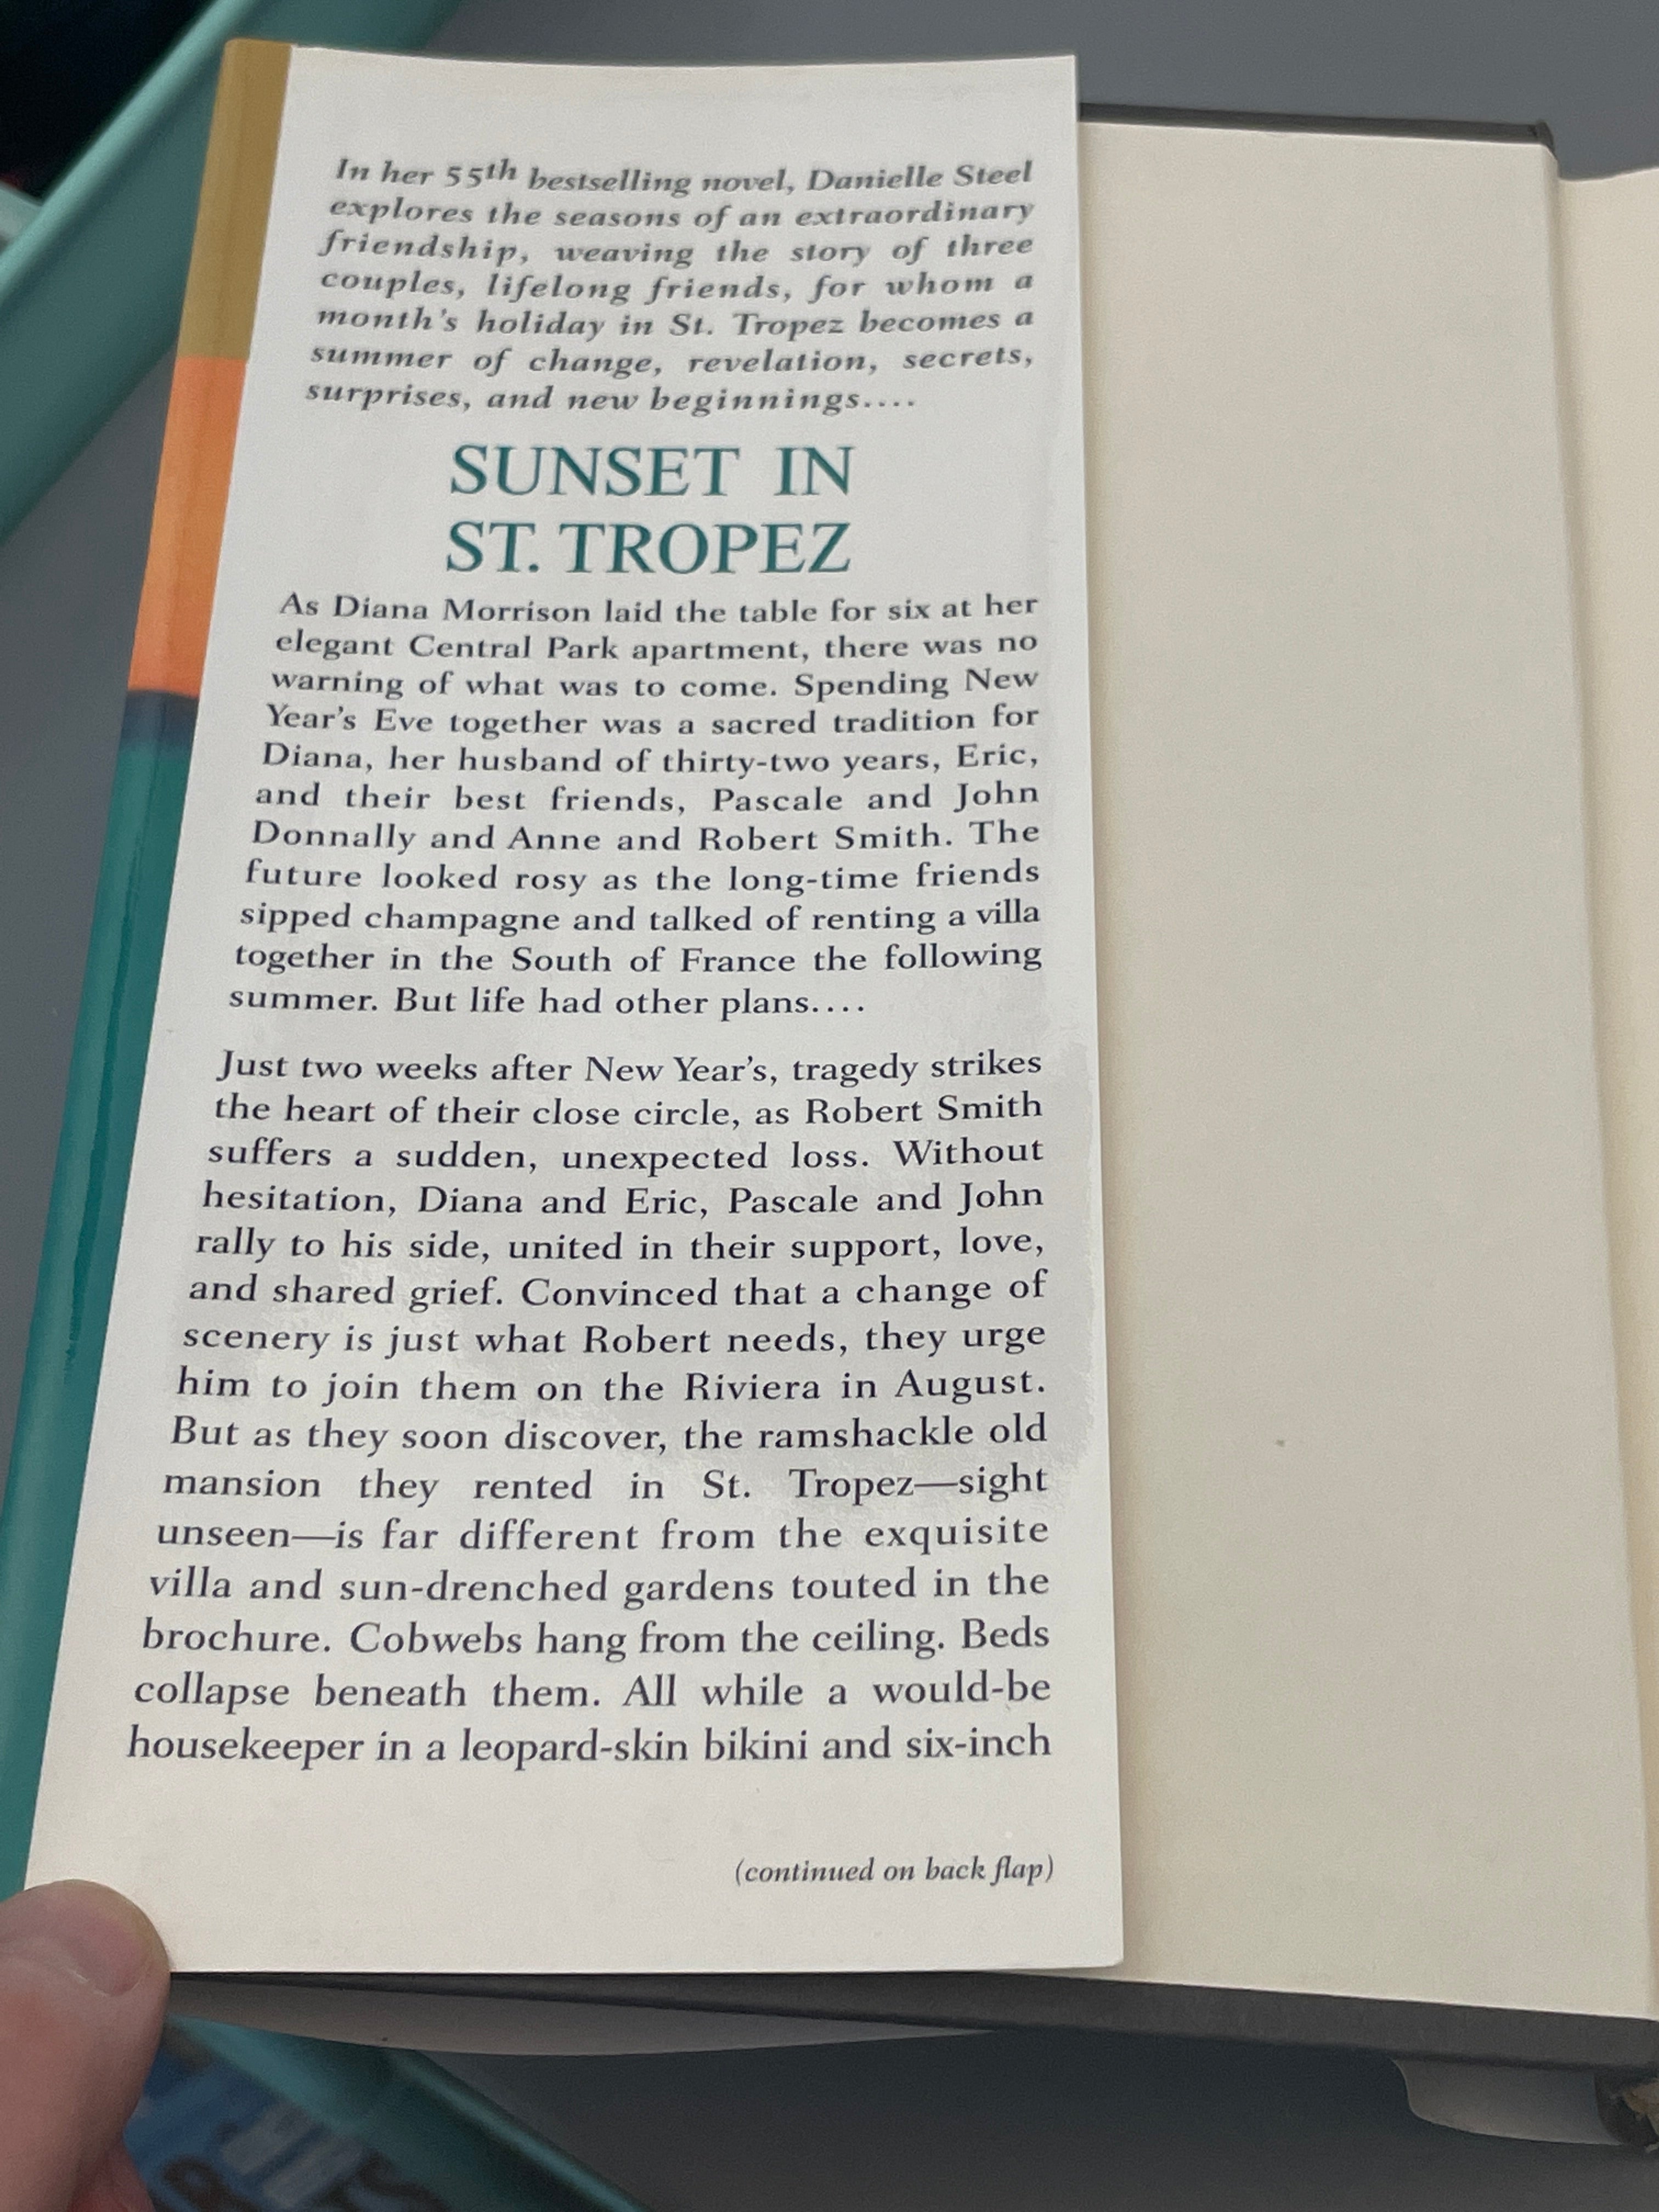 In her 55th bestselling novel, Danielle Steel
explores the seasons of an extraordinary
friendship, weaving the story of three
couples, lifelong friends, for whom a
month's holiday in St. Tropez becomes a
summer of change, revelation, secrets,
surprises, and new beginnings....
SUNSET IN
ST. TROPEZ
As Diana Morrison laid the table for six at her
elegant Central Park apartment, there was no
warning of what was to come. Spending New
Year's Eve together was a sacred tradition for
Diana, her husband of thirty-two years, Eric,
and their best friends, Pascale and John
Donnally and Anne and Robert Smith. The
future looked rosy as the long-time friends
sipped champagne and talked of renting a villa
together in the South of France the following
summer. But life had other plans....
Just two weeks after New Year's, tragedy strikes
the heart of their close circle, as Robert Smith
suffers a sudden, unexpected loss. Without
hesitation, Diana and Eric, Pascale and John
rally to his side, united in their support, love,
and shared grief. Convinced that a change of
scenery is just what Robert needs, they urge
him to join them on the Riviera in August.
But as they soon discover, the ramshackle old
mansion they rented in St. Tropez—sight
unseen—is far different from the exquisite
villa and sun-drenched gardens touted in the
brochure. Cobwebs hang from the ceiling. Beds
collapse beneath them. All while a would-be
housekeeper in a leopard-skin bikini and six-inch
(continued on back flap)